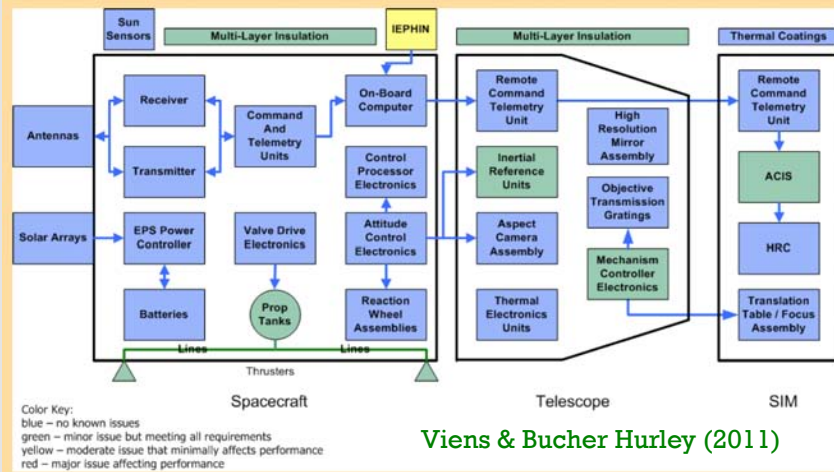 Sun
Sensors
Multi-Layer Insulation
IEPHIN
Multi-Layer Insulation
Thermal Coatings
Antennas
Receiver
Transmitter
Command
And
Telemetry
Units
On-Board
Computer
Control
Processor
Electronics
Solar Arrays
EPS Power
Controller
Batteries
Valve Drive
Electronics
Prop
Tanks
Attitude
Control
Electronics
Reaction
Wheel
Assemblies
Lines
Lines
Thrusters
Spacecraft
Remote
Command
Telemetry
Unit
Inertial
Reference
Units
Aspect
Camera
Assembly
Thermal
Electronics
Units
High
Resolution
Mirror
Assembly
Objective
Transmission
Gratings
Mechanism
Controller
Electronics
Telescope
Remote
Command
Telemetry
Unit
ACIS
HRC
Translation
Table / Focus
Assembly
SIM
Color Key:
blue – no known issues
green – minor issue but meeting all requirements
yellow – moderate issue that minimally affects performance
red – major issue affecting performance
Viens & Bucher Hurley (2011)